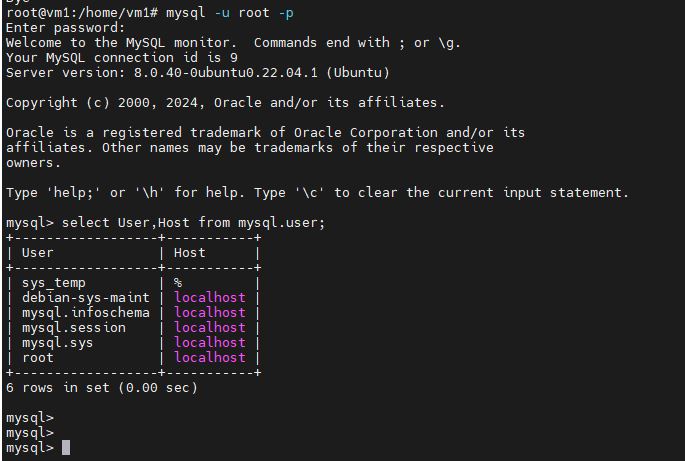 Bye
root@vm1:/home/vm1# mysql -u root -p
Enter password:
Welcome to the MySQL monitor.  Commands end with ; or \g.
Your MySQL connection id is 9
Server version: 8.0.40-0ubuntu0.22.04.1 (Ubuntu)

Copyright (c) 2000, 2024, Oracle and/or its affiliates.

Oracle is a registered trademark of Oracle Corporation and/or its
affiliates. Other names may be trademarks of their respective
owners.

Type 'help;' or '\h' for help. Type '\c' to clear the current input statement.

mysql> select User,Host from mysql.user;
+------------------+-----------+
| User             | Host      |
+------------------+-----------+
| sys_temp         | %         |
| debian-sys-maint | localhost |
| mysql.infoschema | localhost |
| mysql.session    | localhost |
| mysql.sys        | localhost |
| root             | localhost |
+------------------+-----------+
6 rows in set (0.00 sec)

mysql>
mysql>
mysql>